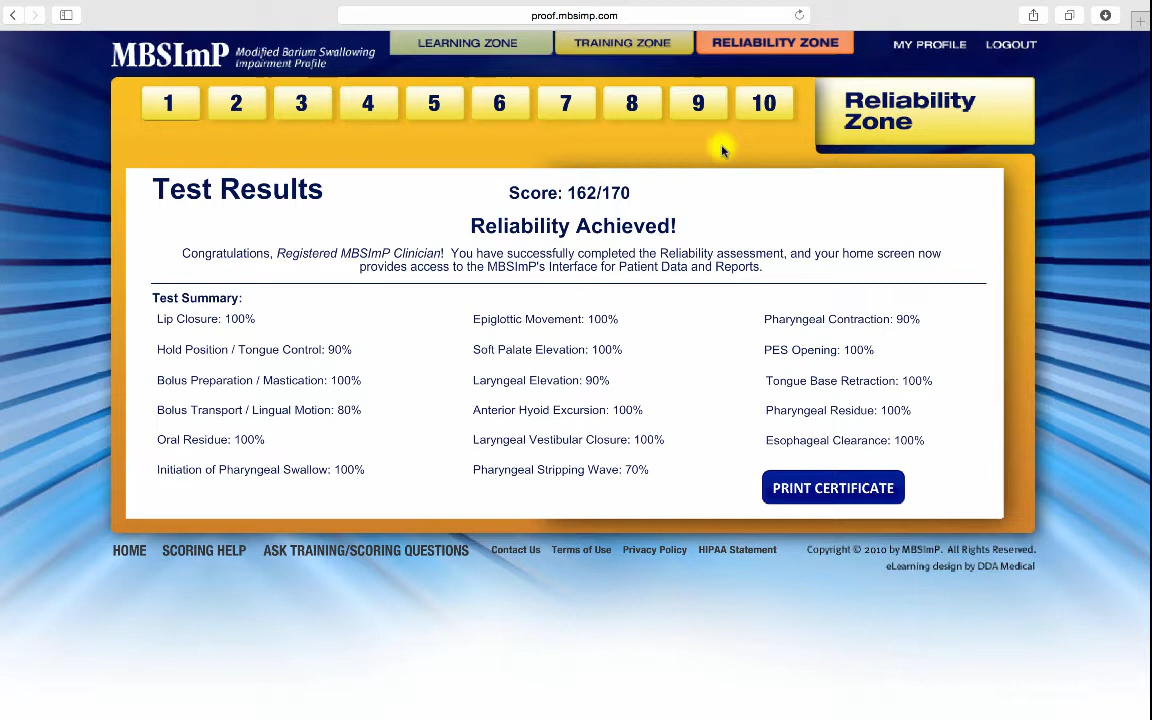 proof.mbsimp.com
MBSImP Modified Barium Swallowing
Impairment Profile
LEARNING ZONE
TRAINING ZONE
RELIABILITY ZONE
MY PROFILE
LOGOUT
1 2 3 4 5 6 7 8 9 10
Reliability
Zone
Test Results
Score: 162/170
Reliability Achieved!
Congratulations, Registered MBSImP Clinician! You have successfully completed the Reliability assessment, and your home screen now
provides access to the MBSImP's Interface for Patient Data and Reports.
Test Summary:
Lip Closure: 100%
Hold Position / Tongue Control: 90%
Bolus Preparation / Mastication: 100%
Bolus Transport / Lingual Motion: 80%
Oral Residue: 100%
Initiation of Pharyngeal Swallow: 100%
Epiglottic Movement: 100%
Soft Palate Elevation: 100%
Laryngeal Elevation: 90%
Anterior Hyoid Excursion: 100%
Laryngeal Vestibular Closure: 100%
Pharyngeal Stripping Wave: 70%
Pharyngeal Contraction: 90%
PES Opening: 100%
Tongue Base Retraction: 100%
Pharyngeal Residue: 100%
Esophageal Clearance: 100%
PRINT CERTIFICATE
HOME
SCORING HELP
ASK TRAINING/SCORING QUESTIONS
Contact Us
Terms of Use
Privacy Policy
HIPAA Statement
Copyright © 2010 by MBSImP. All Rights Reserved.
eLearning design by DDA Medical